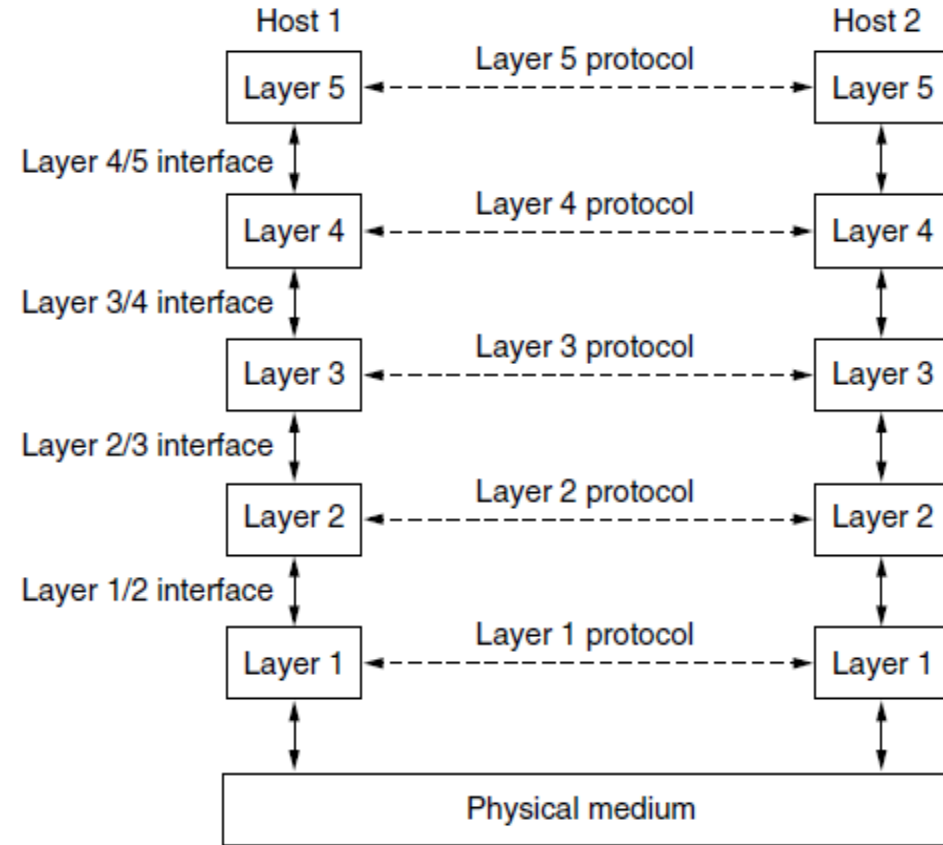 Host 1
Host 2
Layer 5
Layer 5 protocol
Layer 5
Layer 4/5 interface
Layer 4
Layer 4 protocol
Layer 4
Layer 3/4 interface
Layer 3
Layer 3 protocol
Layer 3
Layer 2/3 interface
Layer 2
Layer 2 protocol
Layer 2
Layer 1/2 interface
Layer 1
Layer 1 protocol
Layer 1
Physical medium